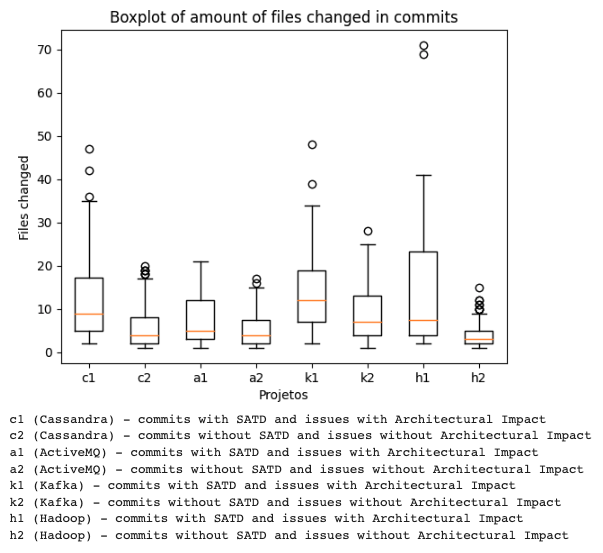 Boxplot of amount of files changed in commits
70
60
50
40
30
20
10
0
Files changed
c1 c2 a1 a2 k1 k2 h1 h2
Projetos
c1 (Cassandra) – commits with SATD and issues with Architectural Impact
c2 (Cassandra) – commits without SATD and issues without Architectural Impact
a1 (ActiveMQ) – commits with SATD and issues with Architectural Impact
a2 (ActiveMQ) – commits without SATD and issues without Architectural Impact
k1 (Kafka) – commits with SATD and issues with Architectural Impact
k2 (Kafka) – commits without SATD and issues without Architectural Impact
h1 (Hadoop) – commits with SATD and issues with Architectural Impact
h2 (Hadoop) – commits without SATD and issues without Architectural Impact